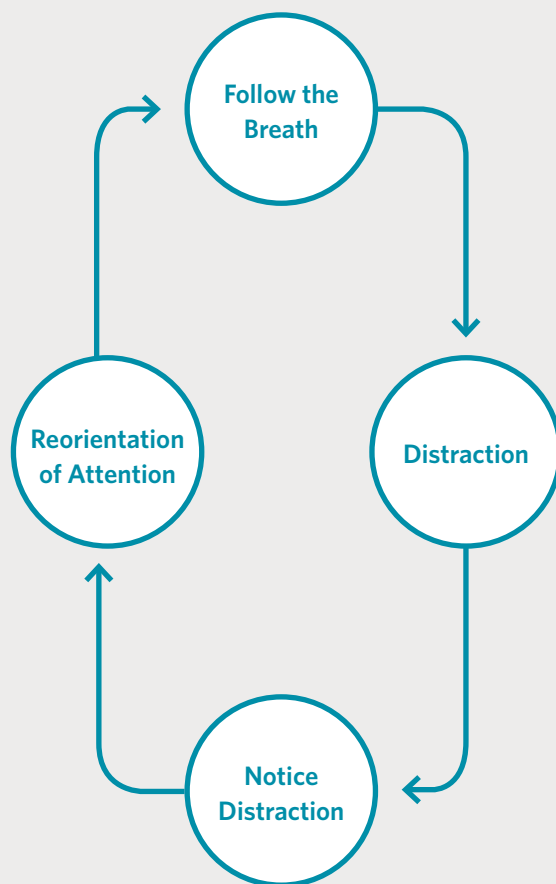 Follow the
Breath
Distraction
Notice
Distraction
Reorientation
of Attention